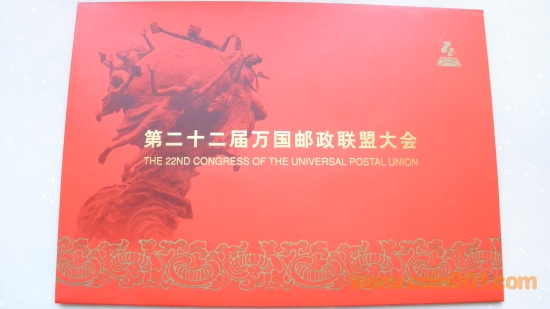 第二十二届万国邮政联盟大会
THE 22ND CONGRESS OF THE UNIVERSAL POSTAL UNION